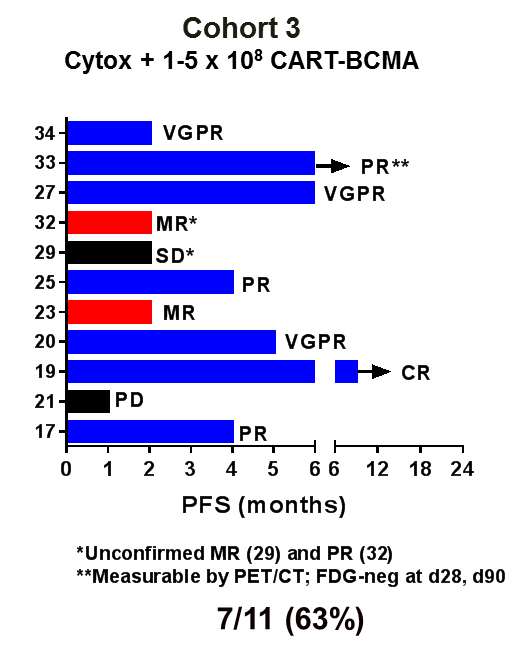 Cohort 3
Cytox + 1-5 x 10⁸ CART-BCMA
34 VGPR
33 PR**
27 VGPR
32 MR*
29 SD*
25 PR
23 MR
20 VGPR
19 CR
21 PD
17 PR
0 1 2 3 4 5 6 6 12 18 24
PFS (months)
*Unconfirmed MR (29) and PR (32)
**Measurable by PET/CT; FDG-neg at d28, d90
7/11 (63%)